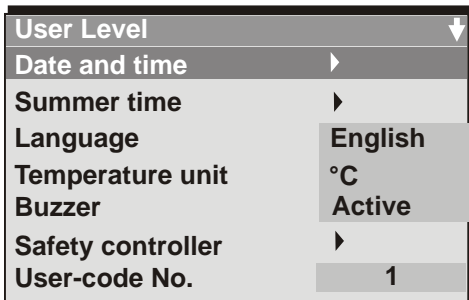 User Level
Date and time
Summer time
Language English
Temperature unit °C
Buzzer Active
Safety controller
User-code No. 1